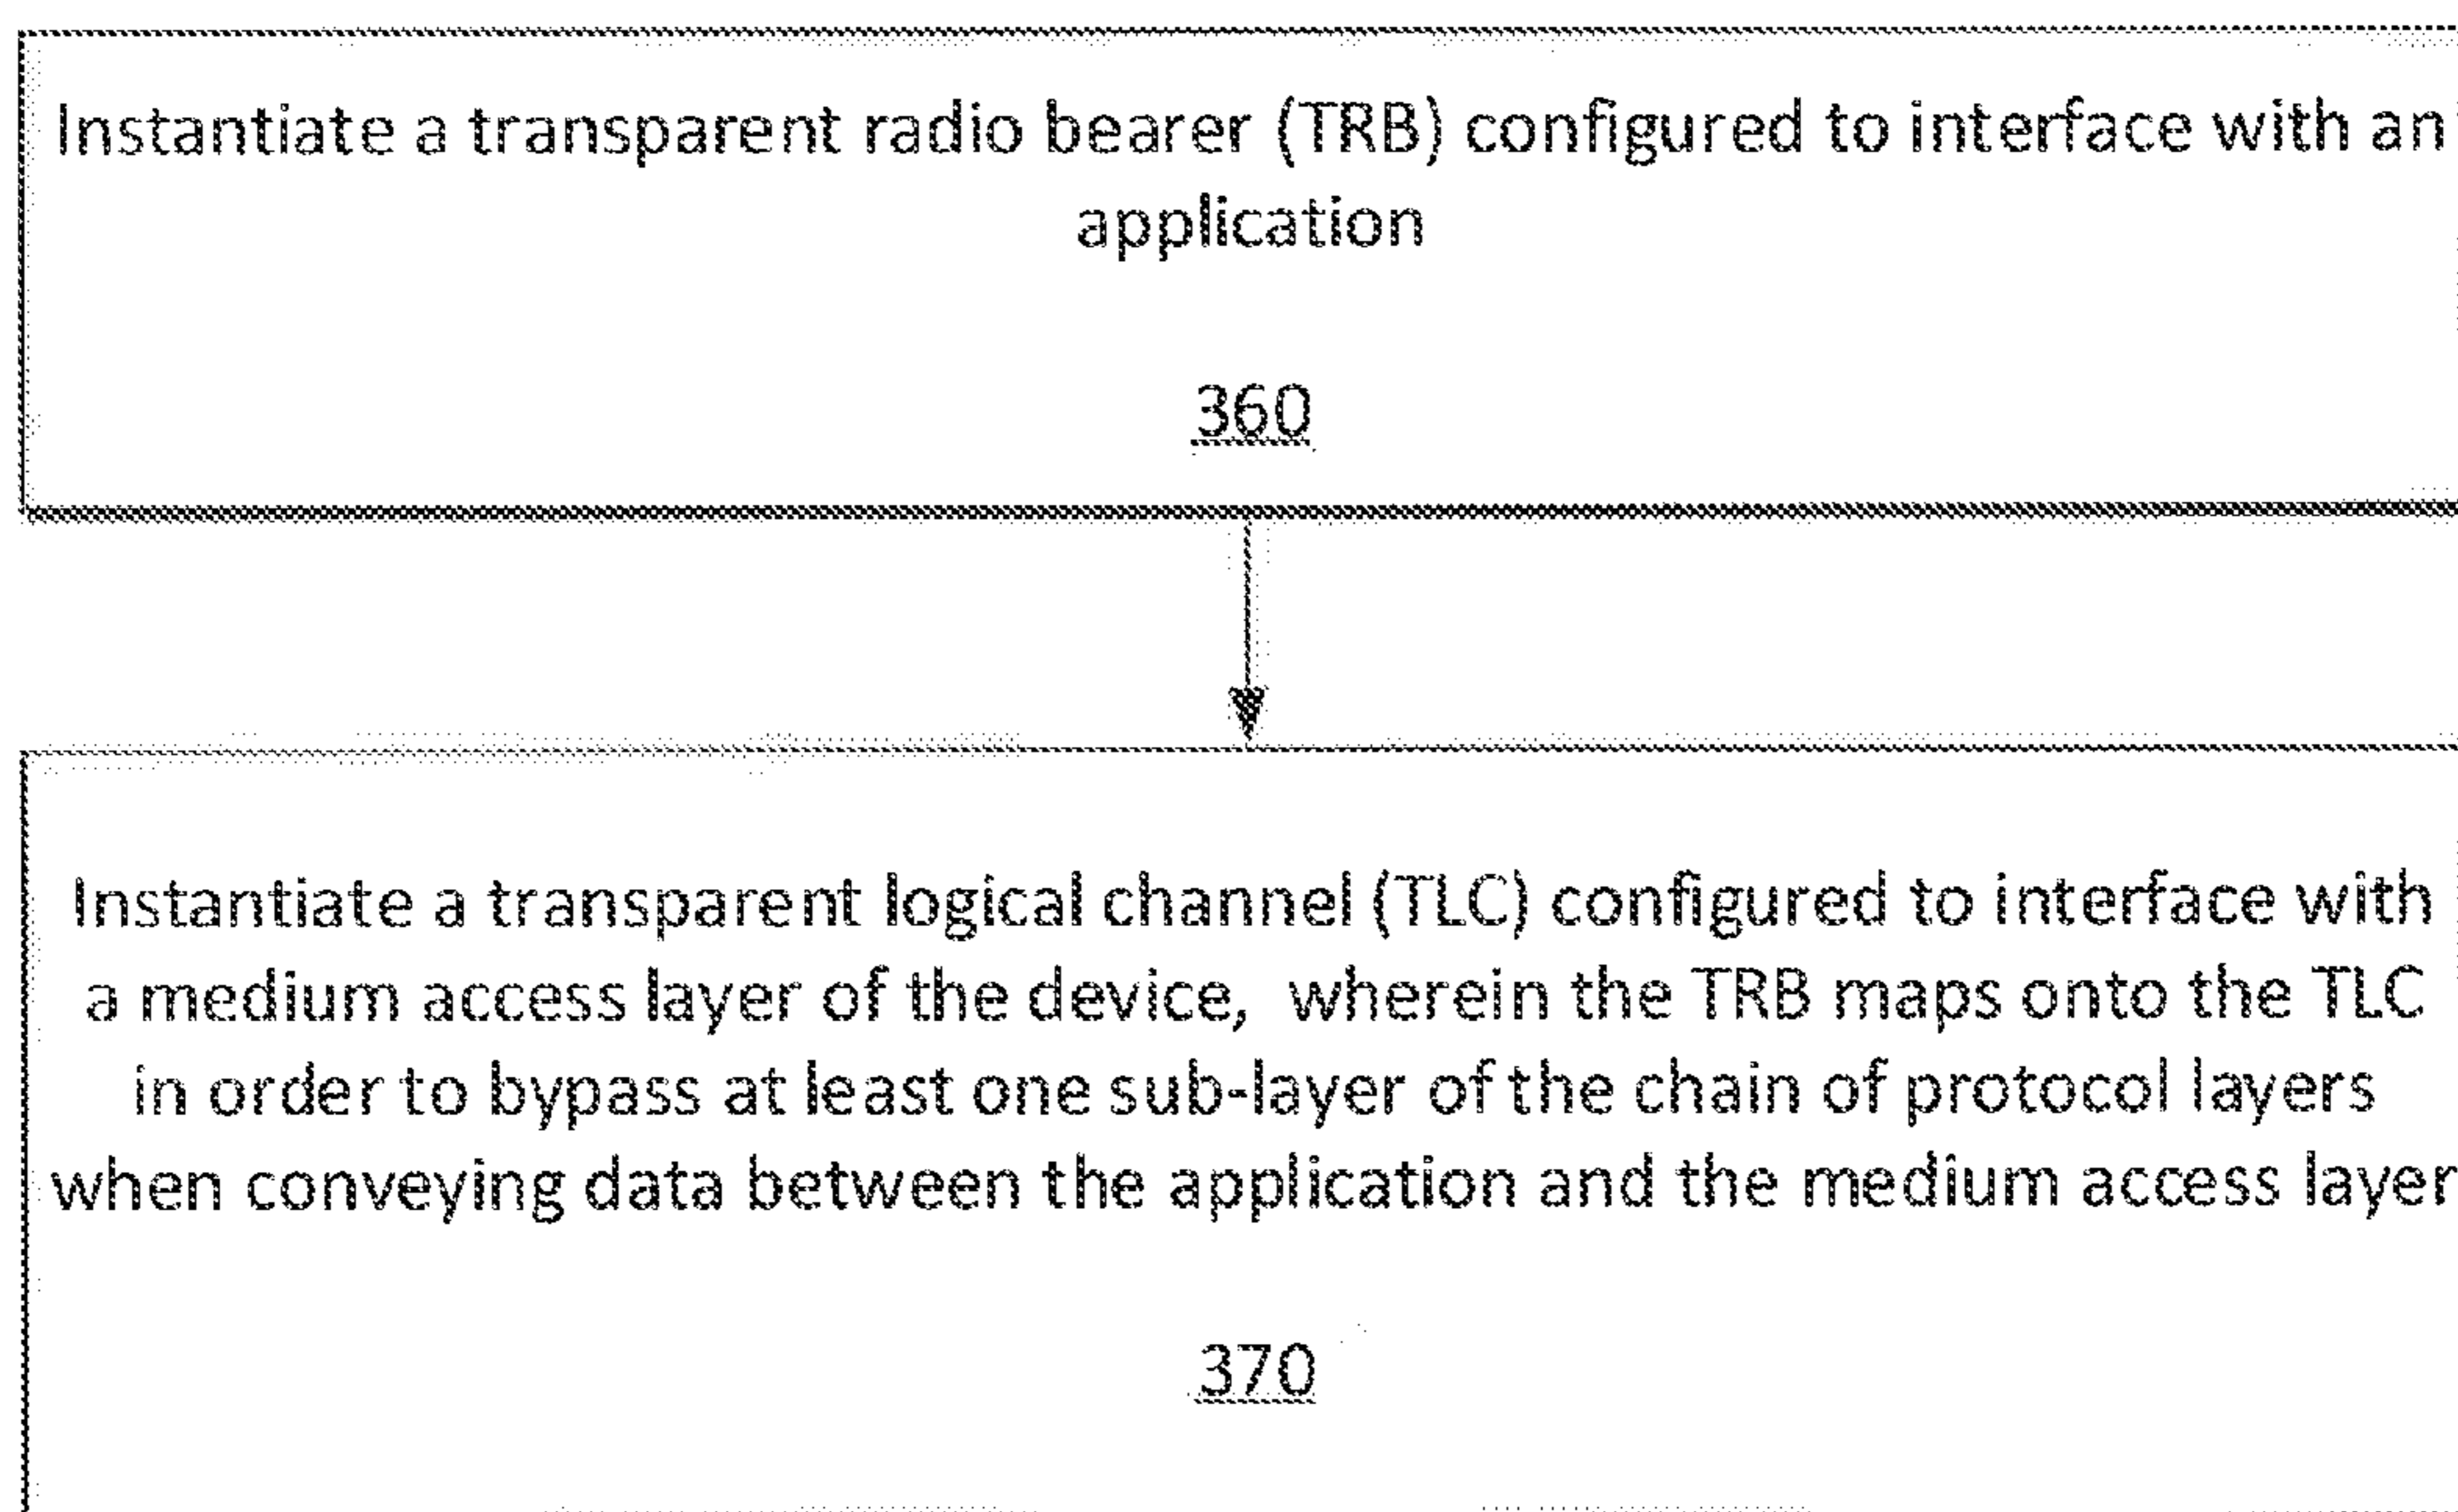 Instantiate a transparent radio bearer (TRB) configured to interface with an
application
360
Instantiate a transparent logical channel (TLC) configured to interface with
a medium access layer of the device, wherein the TRB maps onto the TLC
in order to bypass at least one sub-layer of the chain of protocol layers
when conveying data between the application and the medium access layer
370